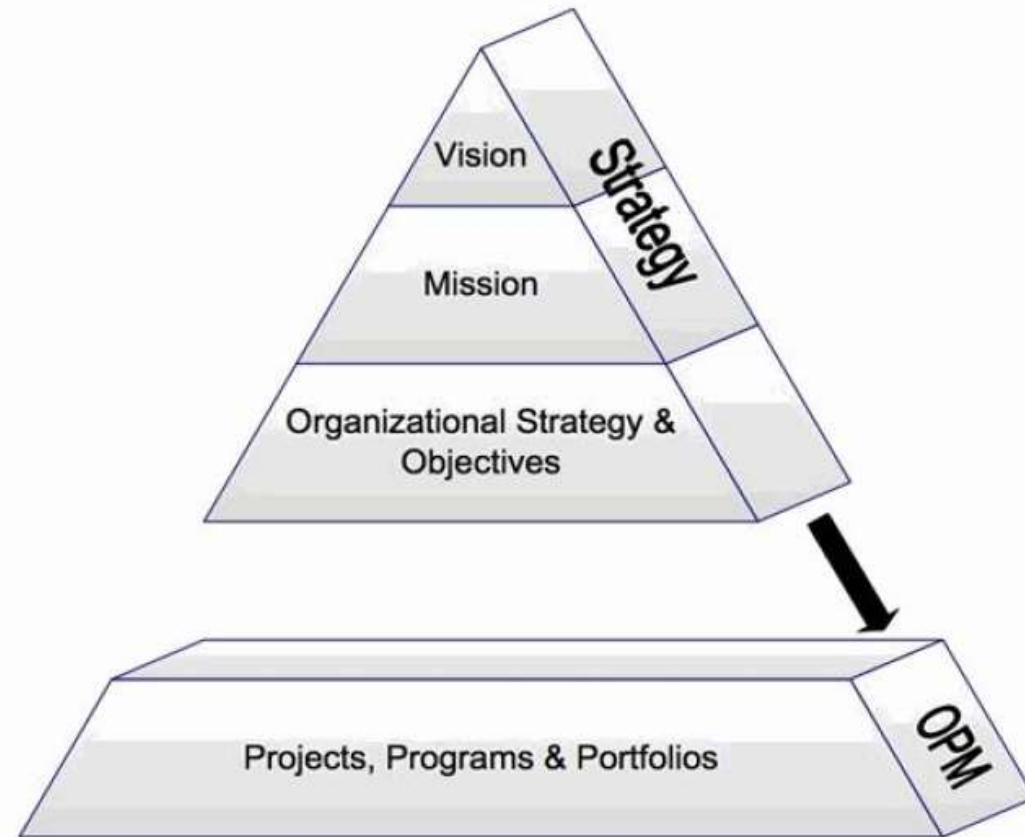 Vision
Strategy
Mission
Organizational Strategy &
Objectives
Projects, Programs & Portfolios
OPM